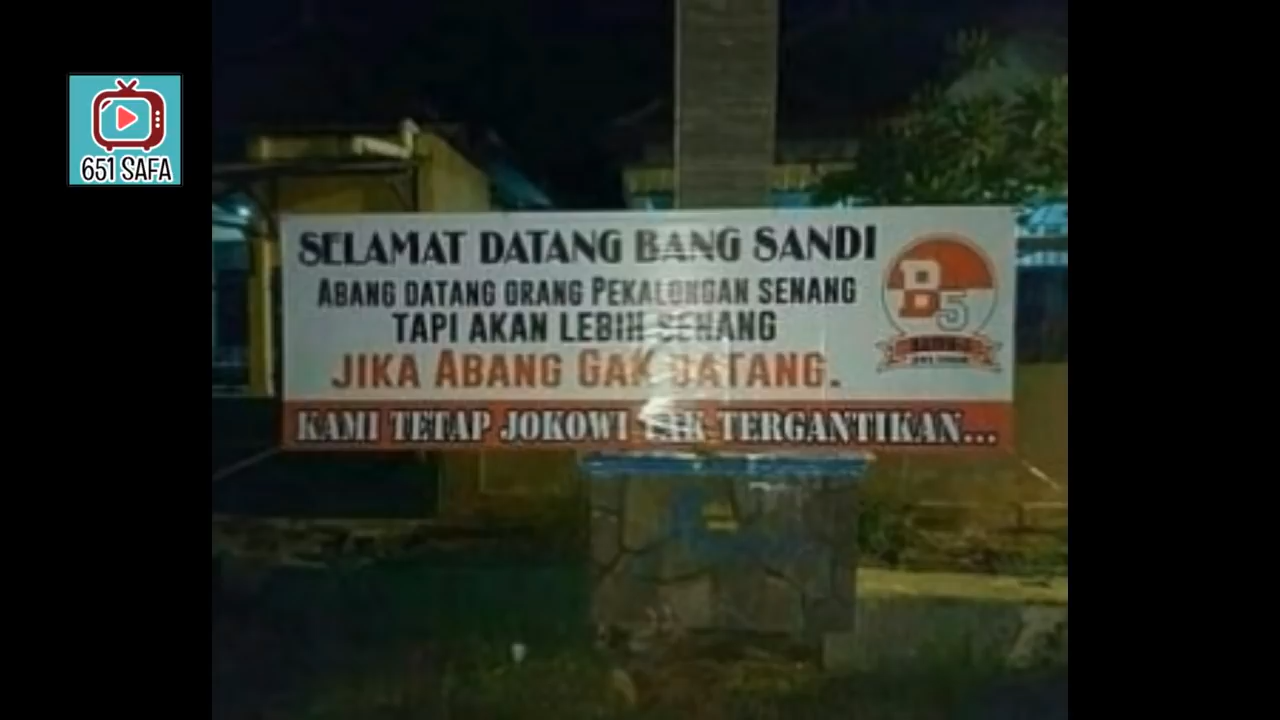 651 SAFA
SELAMAT DATANG BANG SANDI
ABANG DATANG ORANG PEKALONGAN SENANG
TAPI AKAN LEBIH SENANG
JIKA ABANG GAK DATANG.
KAMI TETAP JOKOWI TAK TERGANTIKAN...
B5